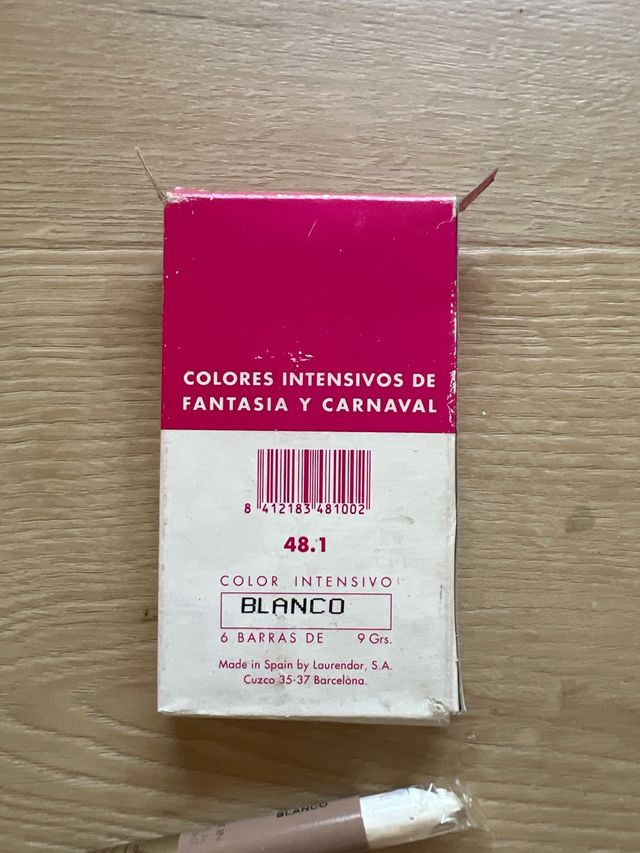 COLORES INTENSIVOS DE
FANTASIA Y CARNAVAL
8 412183 481002
48.1
COLOR INTENSIVO
BLANCO
6 BARRAS DE 9 Grs.
Made in Spain by Laurendor, S.A.
Cuzco 35-37 Barcelona.
BLANCO